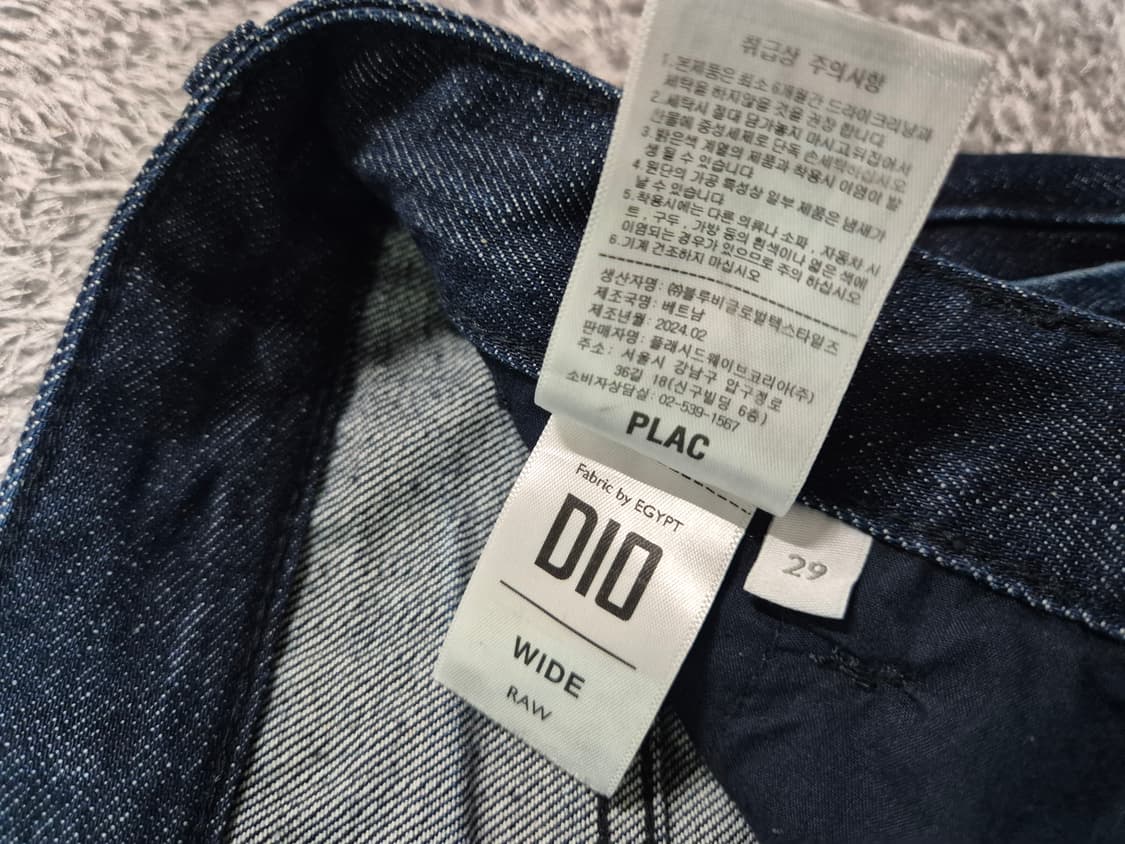 취급상 주의사항
1. 본제품은 최소 6개월간 드라이크리닝과
세탁을 하지않을 것을 권장 합니다
2. 세탁시 절대 담가놓지 마시고 뒤집어서
찬물에 중성세제로 단독 손세탁하십시오
3. 밝은색 계열의 제품과 착용시 이염이 발
생될 수 있습니다
4. 원단의 가공 특성상 일부 제품은 냄새가
날 수 있습니다
5. 착용시에는 다른 의류나 소파, 자동차 시
트, 구두, 가방 등의 흰색이나 엷은 색에
이염되는 경우가 있으므로 주의 하십시오
6. 기계 건조하지 마십시오
생산자명: ㈜블루비글로벌텍스타일즈
제조국명: 베트남
제조년월: 2024.02
판매자명: 플래시드웨이브코리아(주)
주소: 서울시 강남구 압구정로
36길 18(신구빌딩 6층)
소비자상담실: 02-539-1567
PLAC
Fabric by EGYPT
DIO
WIDE
RAW
29